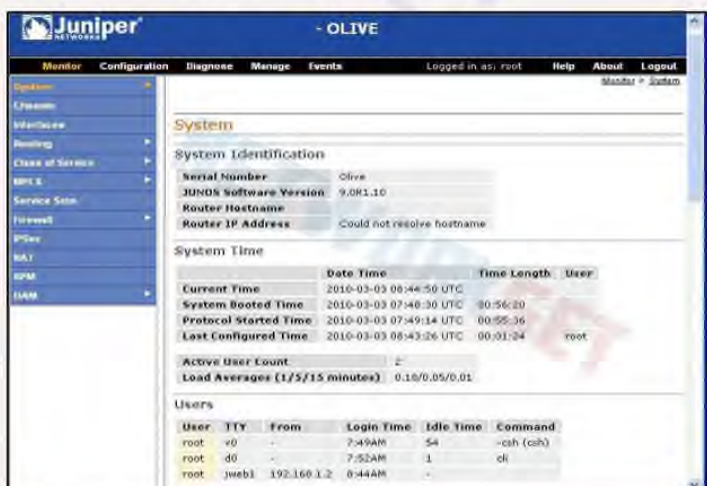 Juniper
NETWORKS
- OLIVE
Monitor Configuration Diagnose Manage Events Logged in as: root Help About Logout
Monitor > System
System
Chassis
Interfaces
Routing
Class of Service
MPLS
Service Sets
Firewall
IPSec
NAT
RPM
DAM
System
System Identification
Serial Number Olive
JUNOS Software Version 9.0R1.10
Router Hostname
Router IP Address Could not resolve hostname
System Time
Date Time Time Length User
Current Time 2010-03-03 08:44:50 UTC
System Booted Time 2010-03-03 07:48:30 UTC 00:56:20
Protocol Started Time 2010-03-03 07:49:14 UTC 00:55:36
Last Configured Time 2010-03-03 08:43:26 UTC 00:01:24 root
Active User Count 2
Load Averages (1/5/15 minutes) 0.10/0.05/0.01
Users
User TTY From Login Time Idle Time Command
root v0 - 7:49AM 54 -csh (csh)
root d0 - 7:52AM 1 cli
root jweb1 192.168.1.2 8:44AM -